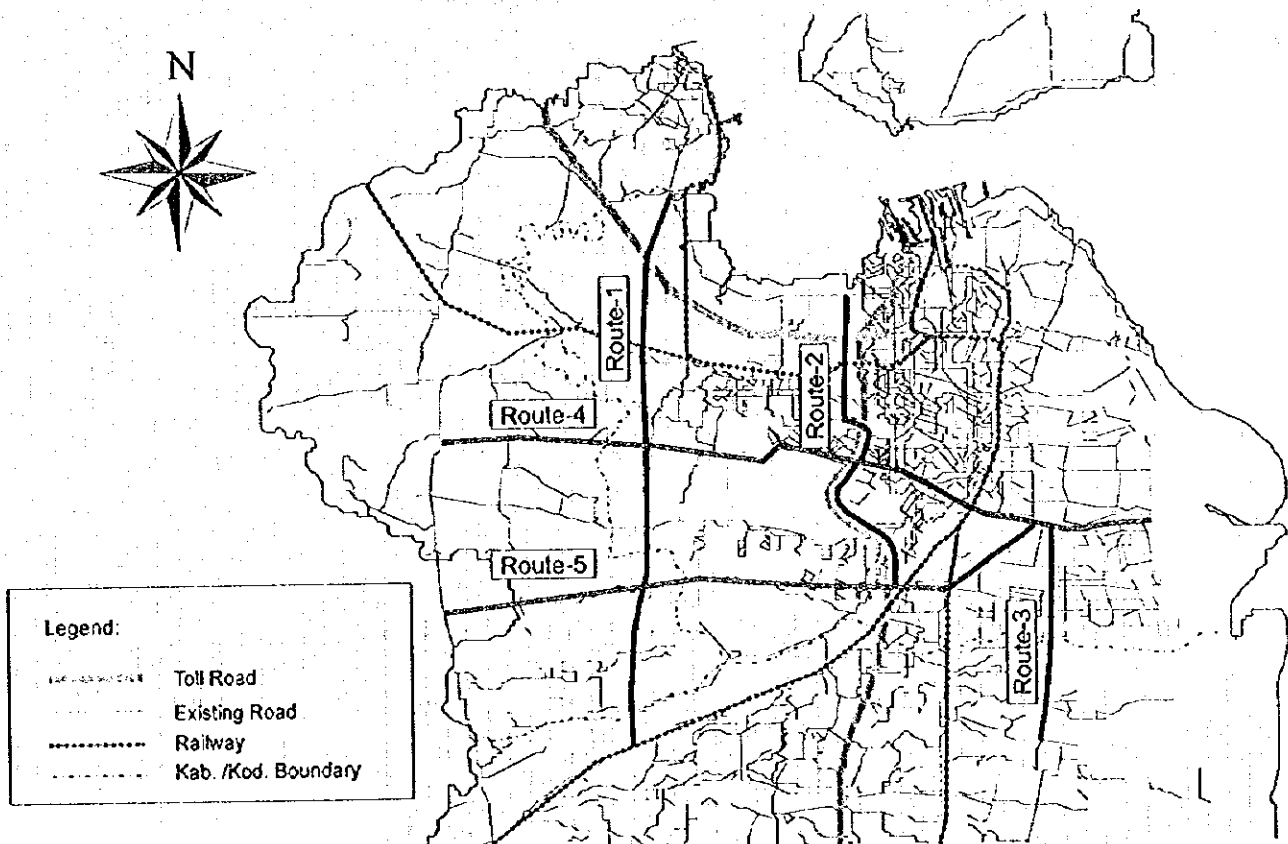 N
Route-1
Route-2
Route-4
Route-5
Route-3
Legend:
Toll Road
Existing Road
Railway
Kab. /Kod. Boundary